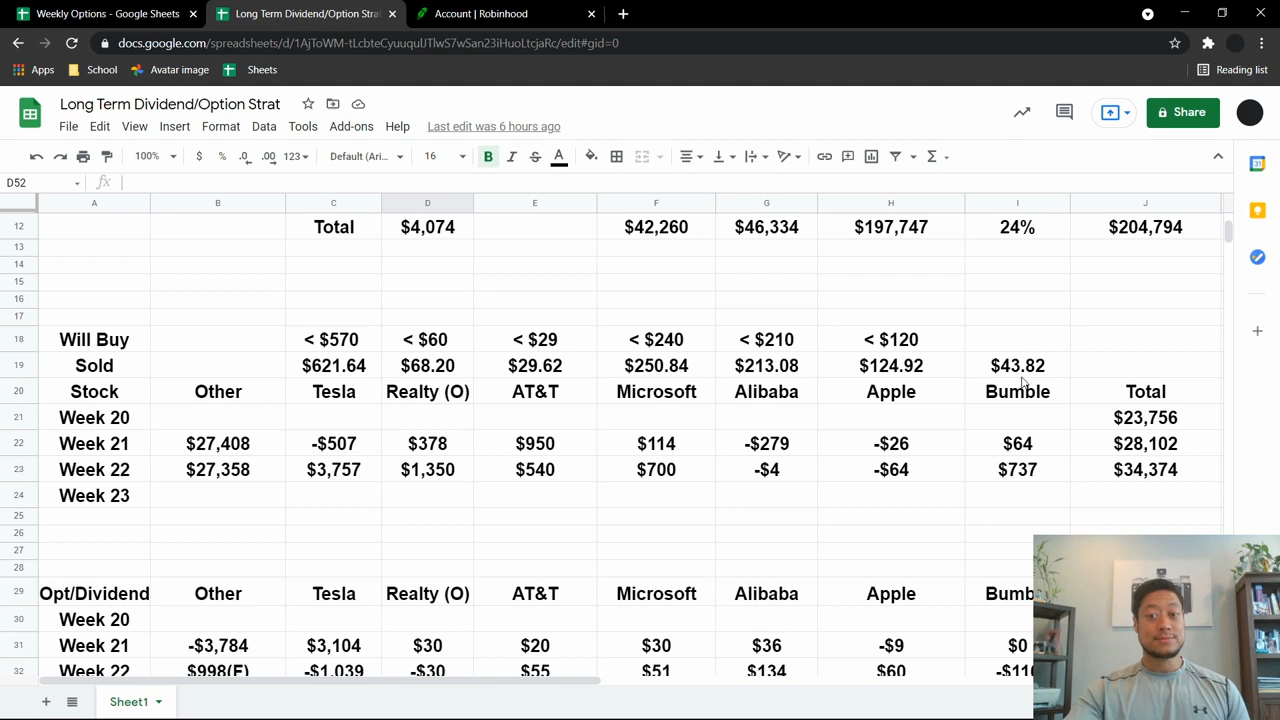 Weekly Options - Google Sheets
Long Term Dividend/Option Strat
Account | Robinhood
docs.google.com/spreadsheets/d/1AjToWM-tLcbteCyuuquIJTlwS7wSan23iHuoLtcjaRc/edit#gid=0
Apps School Avatar image Sheets Reading list
Long Term Dividend/Option Strat
File Edit View Insert Format Data Tools Add-ons Help Last edit was 6 hours ago
Share
100% $ % .0 .00 123 Default (Ari... 16 B I S A
D52 fx
A B C D E F G H I J
12 Total $4,074 $42,260 $46,334 $197,747 24% $204,794
13
14
15
16
17
18 Will Buy < $570 < $60 < $29 < $240 < $210 < $120
19 Sold $621.64 $68.20 $29.62 $250.84 $213.08 $124.92 $43.82
20 Stock Other Tesla Realty (O) AT&T Microsoft Alibaba Apple Bumble Total
21 Week 20 $23,756
22 Week 21 $27,408 -$507 $378 $950 $114 -$279 -$26 $64 $28,102
23 Week 22 $27,358 $3,757 $1,350 $540 $700 -$4 -$64 $737 $34,374
24 Week 23
25
26
27
28
29 Opt/Dividend Other Tesla Realty (O) AT&T Microsoft Alibaba Apple Bumb
30 Week 20
31 Week 21 -$3,784 $3,104 $30 $20 $30 $36 -$9 $0
32 Week 22 $998(F) -$1,039 -$30 $55 $51 $134 $60 -$110
Sheet1
31